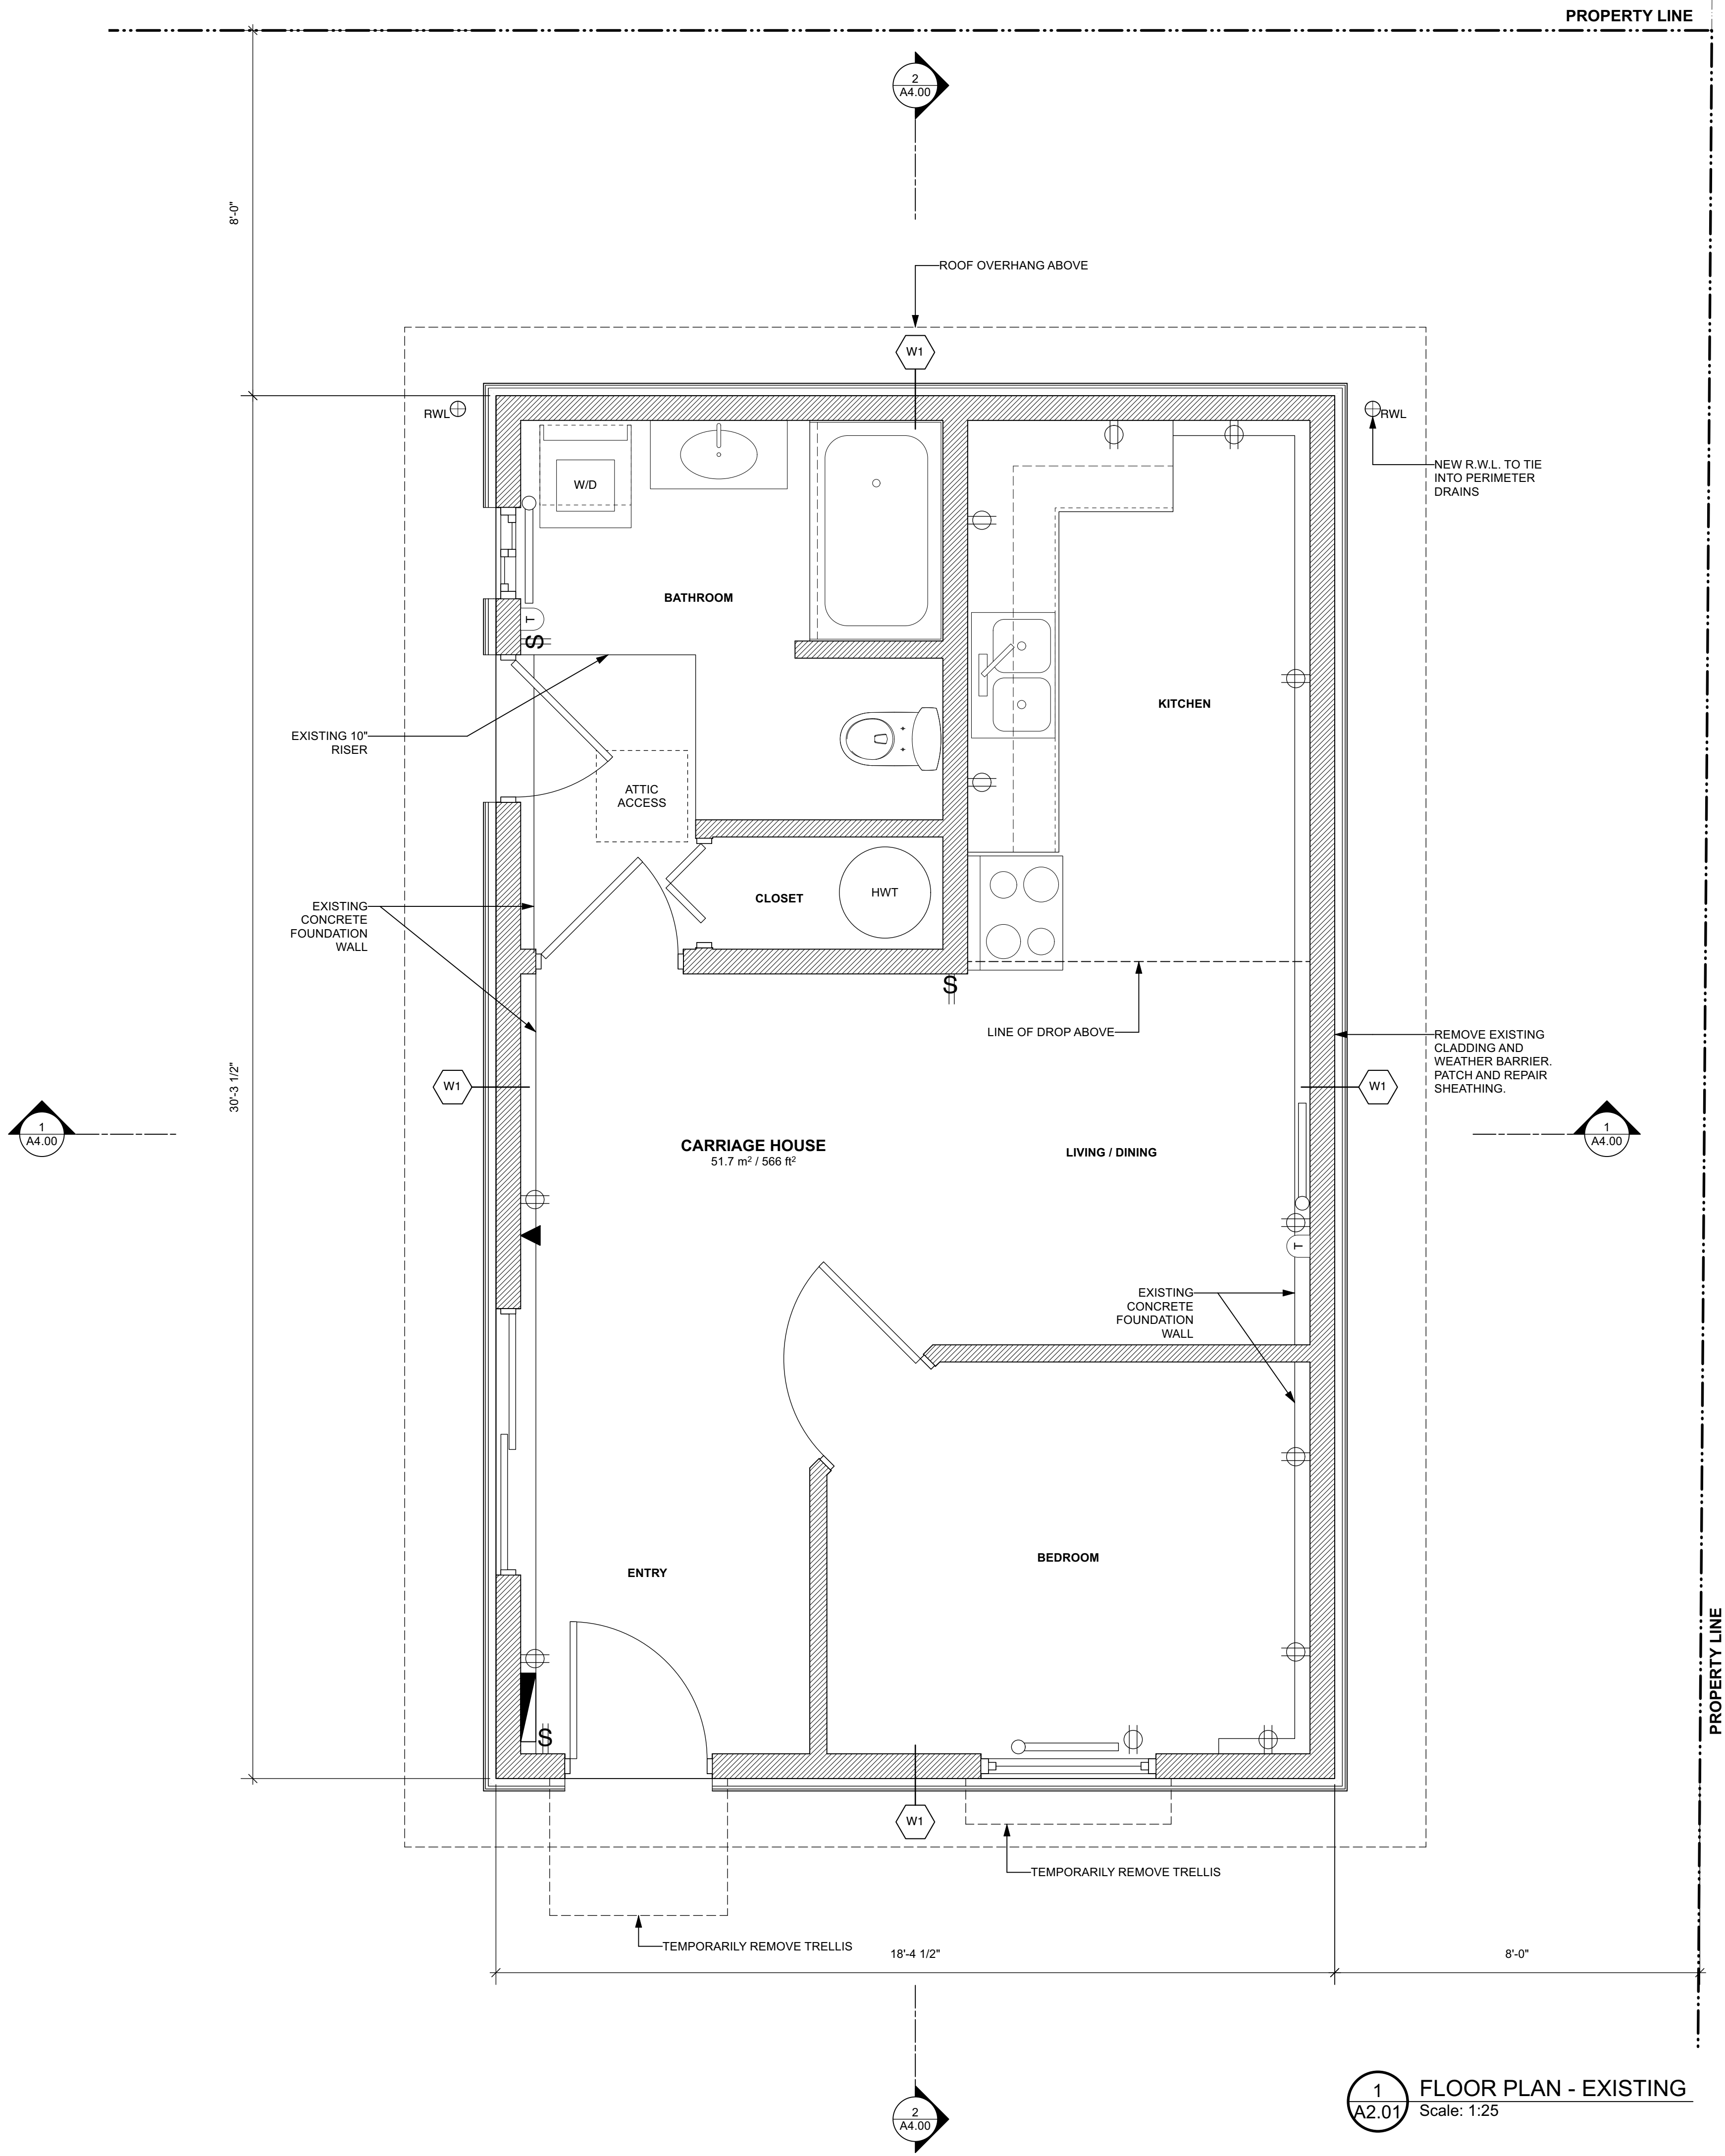 PROPERTY LINE
2
A4.00
8'-0"
ROOF OVERHANG ABOVE
W1
RWL
RWL
NEW R.W.L. TO TIE
INTO PERIMETER
DRAINS
W/D
BATHROOM
T
S
KITCHEN
EXISTING 10"
RISER
ATTIC
ACCESS
CLOSET
HWT
EXISTING
CONCRETE
FOUNDATION
WALL
S
LINE OF DROP ABOVE
REMOVE EXISTING
CLADDING AND
WEATHER BARRIER.
PATCH AND REPAIR
SHEATHING.
30'-3 1/2"
W1
W1
1
A4.00
1
A4.00
CARRIAGE HOUSE
51.7 m² / 566 ft²
LIVING / DINING
T
EXISTING
CONCRETE
FOUNDATION
WALL
BEDROOM
ENTRY
PROPERTY LINE
S
W1
TEMPORARILY REMOVE TRELLIS
TEMPORARILY REMOVE TRELLIS
18'-4 1/2"
8'-0"
2
A4.00
1
A2.01
FLOOR PLAN - EXISTING
Scale: 1:25